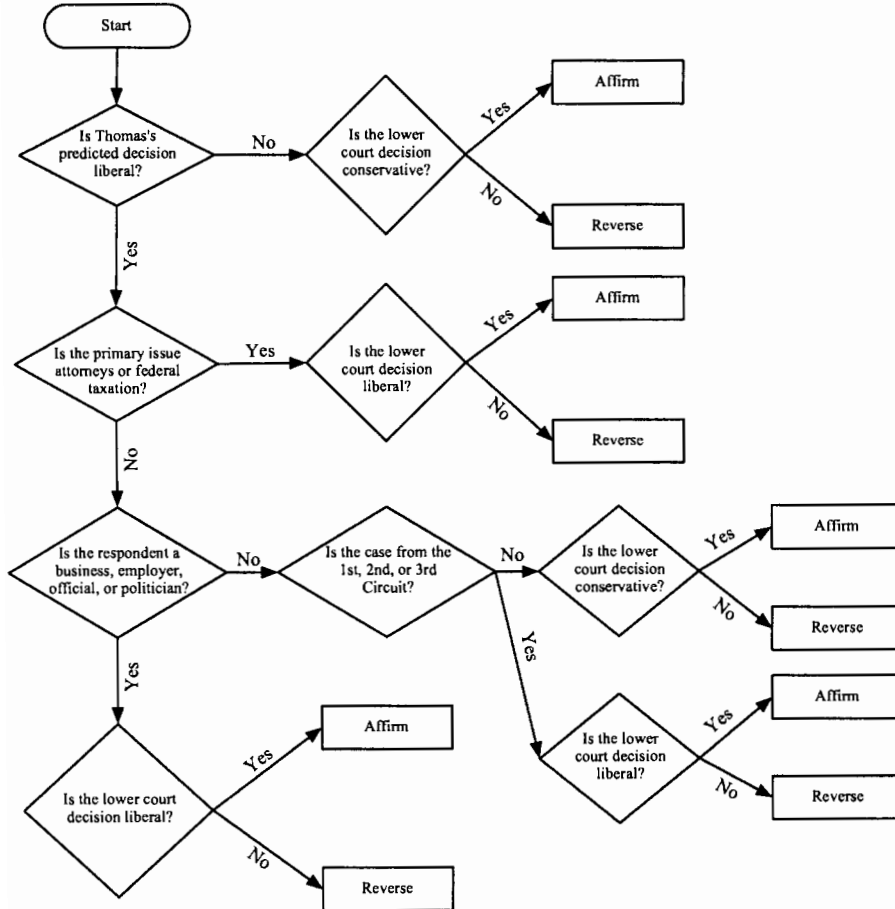 Start
Is Thomas's
predicted decision
liberal?
No
Is the lower
court decision
conservative?
Yes
Affirm
No
Reverse
Yes
Is the primary issue
attorneys or federal
taxation?
Yes
Is the lower
court decision
liberal?
Yes
Affirm
No
Reverse
No
Is the respondent a
business, employer,
official, or politician?
No
Is the case from the
1st, 2nd, or 3rd
Circuit?
No
Is the lower
court decision
conservative?
Yes
Affirm
No
Reverse
Yes
Is the lower
court decision
liberal?
Yes
Affirm
No
Reverse
Yes
Is the lower court
decision liberal?
Yes
Affirm
No
Reverse